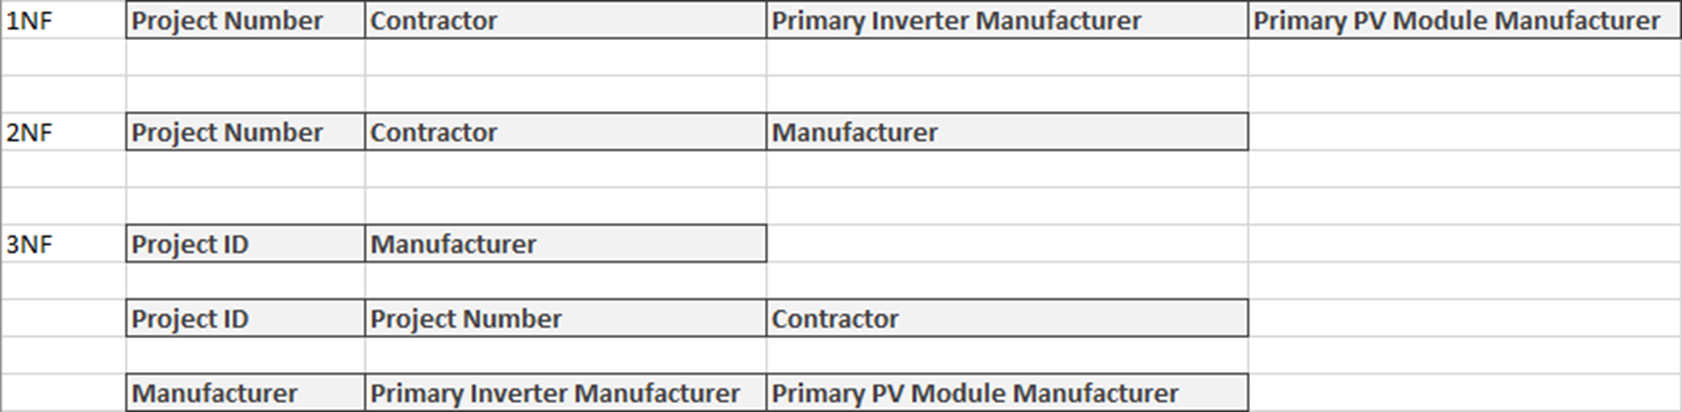 1NF Project Number Contractor Primary Inverter Manufacturer Primary PV Module Manufacturer
2NF Project Number Contractor Manufacturer
3NF Project ID Manufacturer
Project ID Project Number Contractor
Manufacturer Primary Inverter Manufacturer Primary PV Module Manufacturer